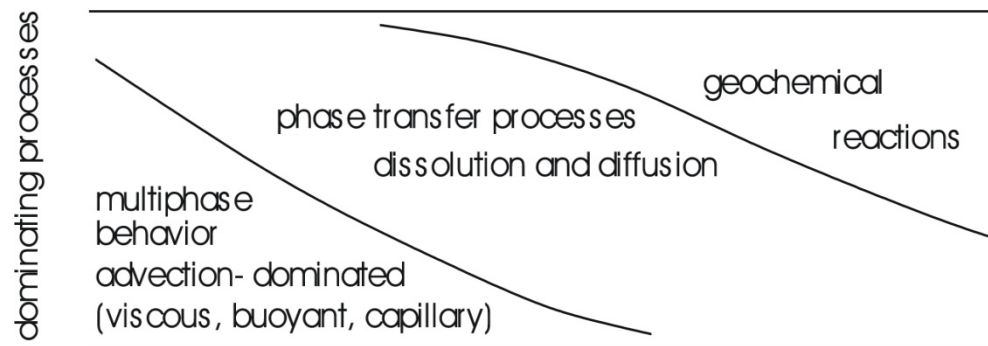 dominating processes
geochemical
reactions
phase transfer processes
dissolution and diffusion
multiphase
behavior
advection- dominated
(viscous, buoyant, capillary)